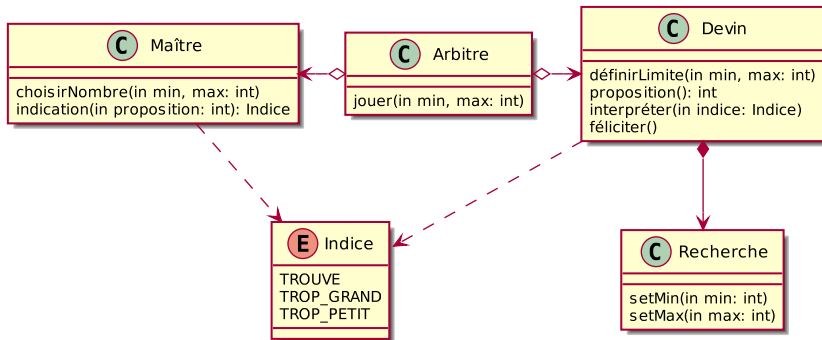 C Maître
choisirNombre(in min, max: int)
indication(in proposition: int): Indice
C Arbitre
jouer(in min, max: int)
C Devin
définirLimite(in min, max: int)
proposition(): int
interpréter(in indice: Indice)
féliciter()
E Indice
TROUVE
TROP_GRAND
TROP_PETIT
C Recherche
setMin(in min: int)
setMax(in max: int)